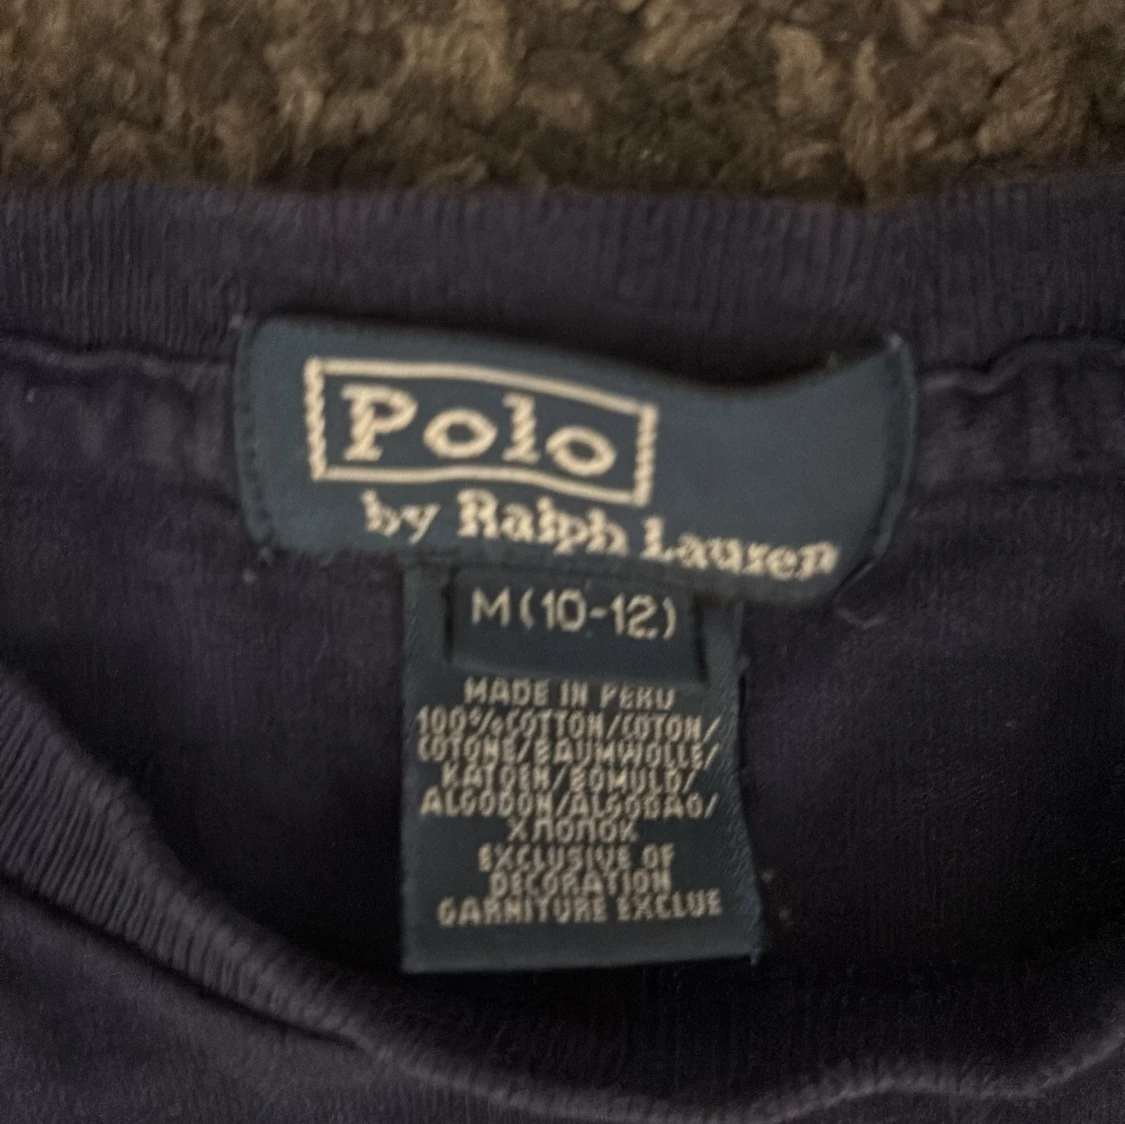 Polo
by Ralph Lauren
M(10-12)
MADE IN PERU
100%COTTON/COTON/
COTONE/BAUMWOLLE/
KATOEN/BOMULD/
ALGODON/ALGODAO/
ХЛОПОК
EXCLUSIVE OF
DECORATION
GARNITURE EXCLUE